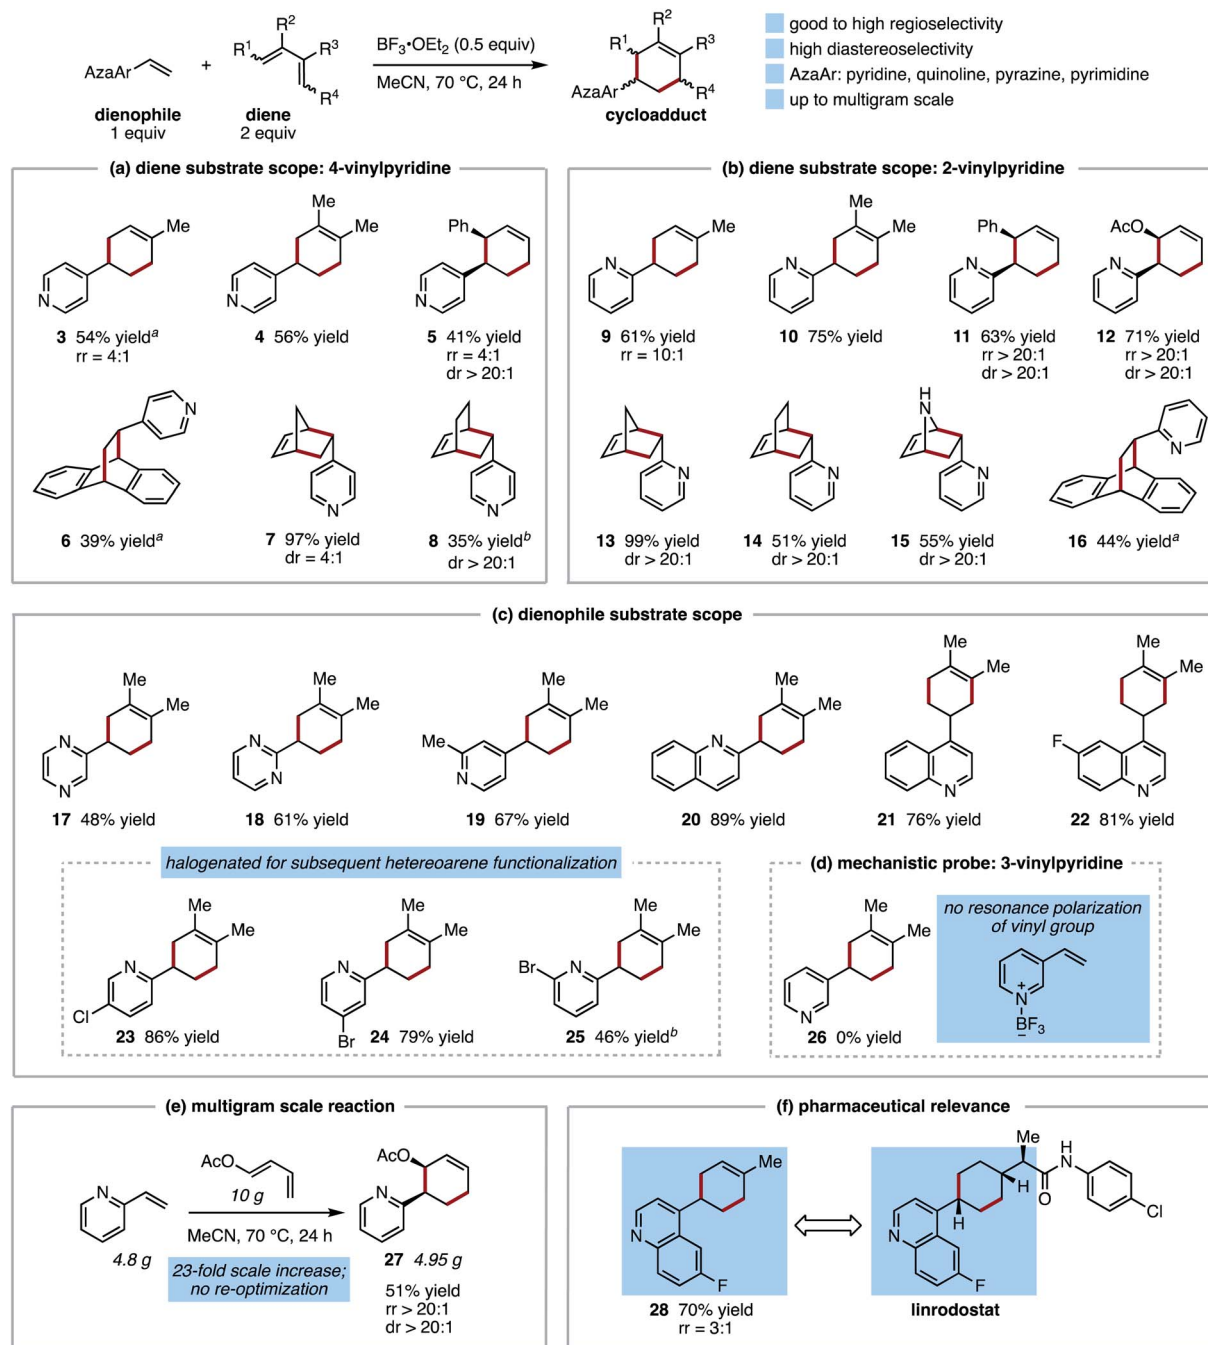 AzaAr
dienophile
1 equiv
+
R1
R2
R3
R4
diene
2 equiv
BF3•OEt2 (0.5 equiv)
MeCN, 70 °C, 24 h
R1
R2
R3
R4
AzaAr
cycloadduct
good to high regioselectivity
high diastereoselectivity
AzaAr: pyridine, quinoline, pyrazine, pyrimidine
up to multigram scale
(a) diene substrate scope: 4-vinylpyridine
Me
N
3 54% yielda
rr = 4:1
Me
Me
N
4 56% yield
Ph
N
5 41% yield
rr = 4:1
dr > 20:1
N
6 39% yielda
N
7 97% yield
dr = 4:1
N
8 35% yieldb
dr > 20:1
(b) diene substrate scope: 2-vinylpyridine
Me
N
9 61% yield
rr = 10:1
Me
Me
N
10 75% yield
Ph
N
11 63% yield
rr > 20:1
dr > 20:1
AcO
N
12 71% yield
rr > 20:1
dr > 20:1
N
13 99% yield
dr > 20:1
N
14 51% yield
dr > 20:1
H
N
N
15 55% yield
dr > 20:1
N
16 44% yielda
(c) dienophile substrate scope
Me
Me
N
N
17 48% yield
Me
Me
N
N
18 61% yield
Me
Me
Me
N
19 67% yield
Me
Me
N
20 89% yield
Me
Me
N
21 76% yield
Me
Me
F
N
22 81% yield
halogenated for subsequent hetereoarene functionalization
Me
Me
N
Cl
23 86% yield
Me
Me
N
Br
24 79% yield
Me
Me
Br
N
25 46% yieldb
(d) mechanistic probe: 3-vinylpyridine
Me
Me
N
26 0% yield
no resonance polarization
of vinyl group
+
N
BF3
−
(e) multigram scale reaction
N
4.8 g
AcO
10 g
MeCN, 70 °C, 24 h
23-fold scale increase;
no re-optimization
AcO
N
27 4.95 g
51% yield
rr > 20:1
dr > 20:1
(f) pharmaceutical relevance
Me
N
F
28 70% yield
rr = 3:1
Me
H
N
O
Cl
H
H
N
F
linrodostat